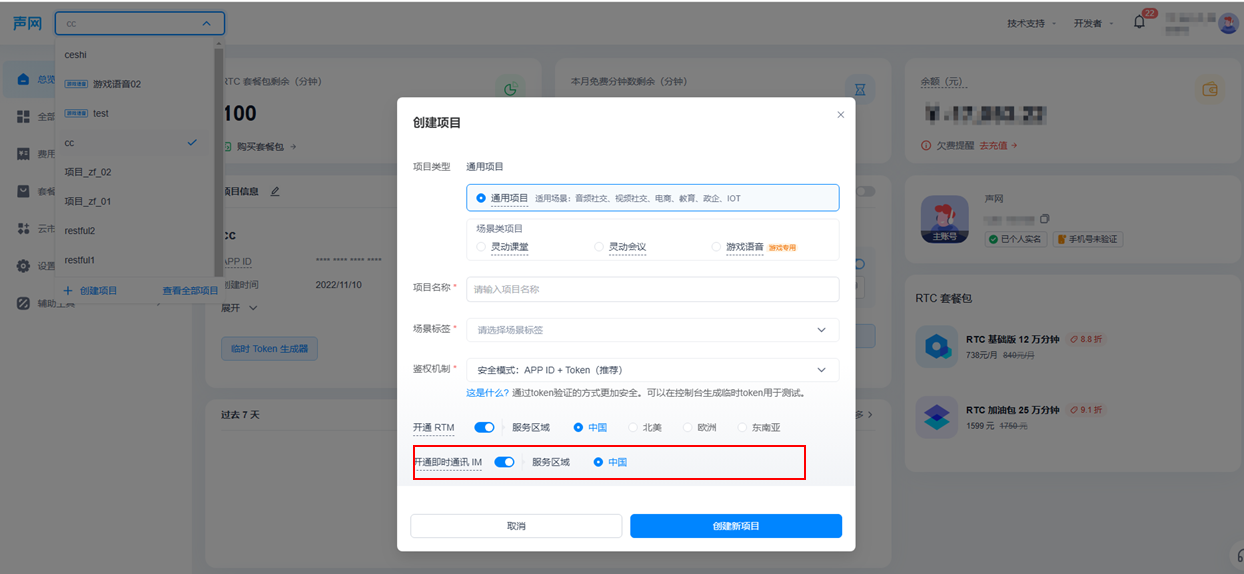 声网
cc
技术支持
开发者
22
ceshi
游戏语音02
test
cc
项目_zf_02
项目_zf_01
restful2
restful1
创建项目 查看全部项目
总览
全部
费用
套餐
云市
设置
辅助工具
RTC 套餐包剩余（分钟）
100
购买套餐包
本月免费分钟数剩余（分钟）
余额（元）
欠费提醒 去充值
项目信息
cc
APP ID **** **** **** ****
创建时间 2022/11/10
展开
临时 Token 生成器
过去 7 天
多
声网
主账号
已个人实名 手机号未验证
RTC 套餐包
RTC 基础版 12 万分钟 8.8 折
738元/月 840元/月
RTC 加油包 25 万分钟 9.1 折
1599 元 1750 元
创建项目
项目类型 通用项目
通用项目 适用场景：音频社交、视频社交、电商、教育、政企、IOT
场景类项目
灵动课堂 灵动会议 游戏语音 游戏专用
项目名称 * 请输入项目名称
场景标签 * 请选择场景标签
鉴权机制 * 安全模式：APP ID + Token（推荐）
这是什么? 通过token验证的方式更加安全。可以在控制台生成临时token用于测试。
开通 RTM 服务区域 中国 北美 欧洲 东南亚
开通即时通讯 IM 服务区域 中国
取消 创建新项目